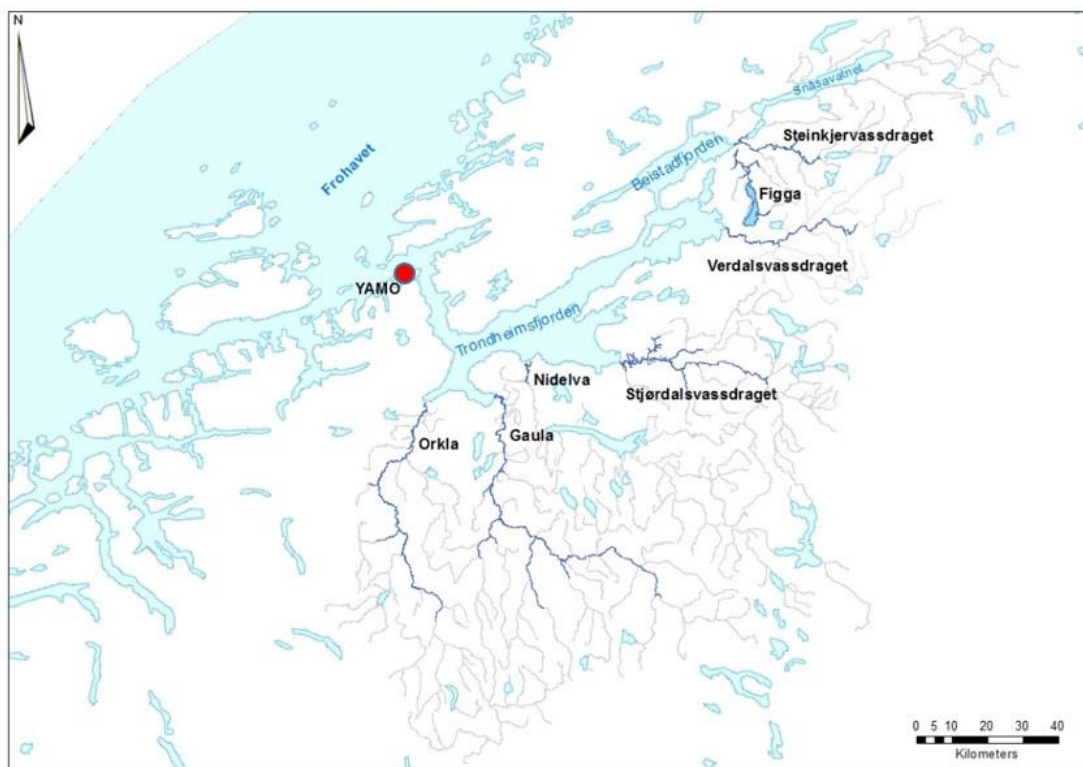 N
Snåsavatnet
Steinkjervassdraget
Beistadfjorden
Frohavet
Figga
Verdalsvassdraget
YAMO
Trondheimsfjorden
Nidelva
Stjørdalsvassdraget
Orkla
Gaula
0 5 10 20 30 40
Kilometers